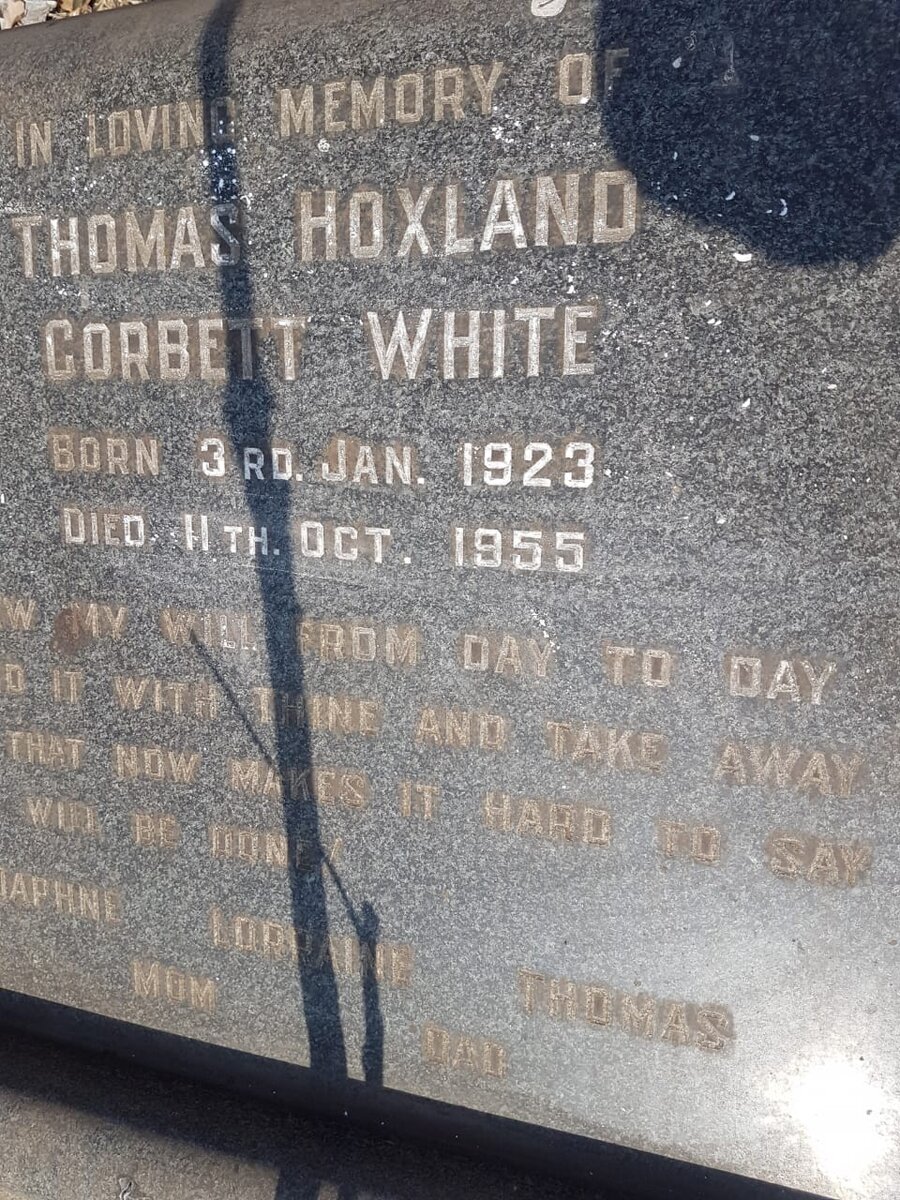 IN LOVING MEMORY OF
THOMAS HOXLAND
CORBETT WHITE
BORN 3RD. JAN. 1923
DIED 11TH. OCT. 1955
W MY WILL FROM DAY TO DAY
D IT WITH THINE AND TAKE AWAY
THAT NOW MAKES IT HARD TO SAY
WILL BE DONE
DAPHNE LORRAINE THOMAS
MOM DAD